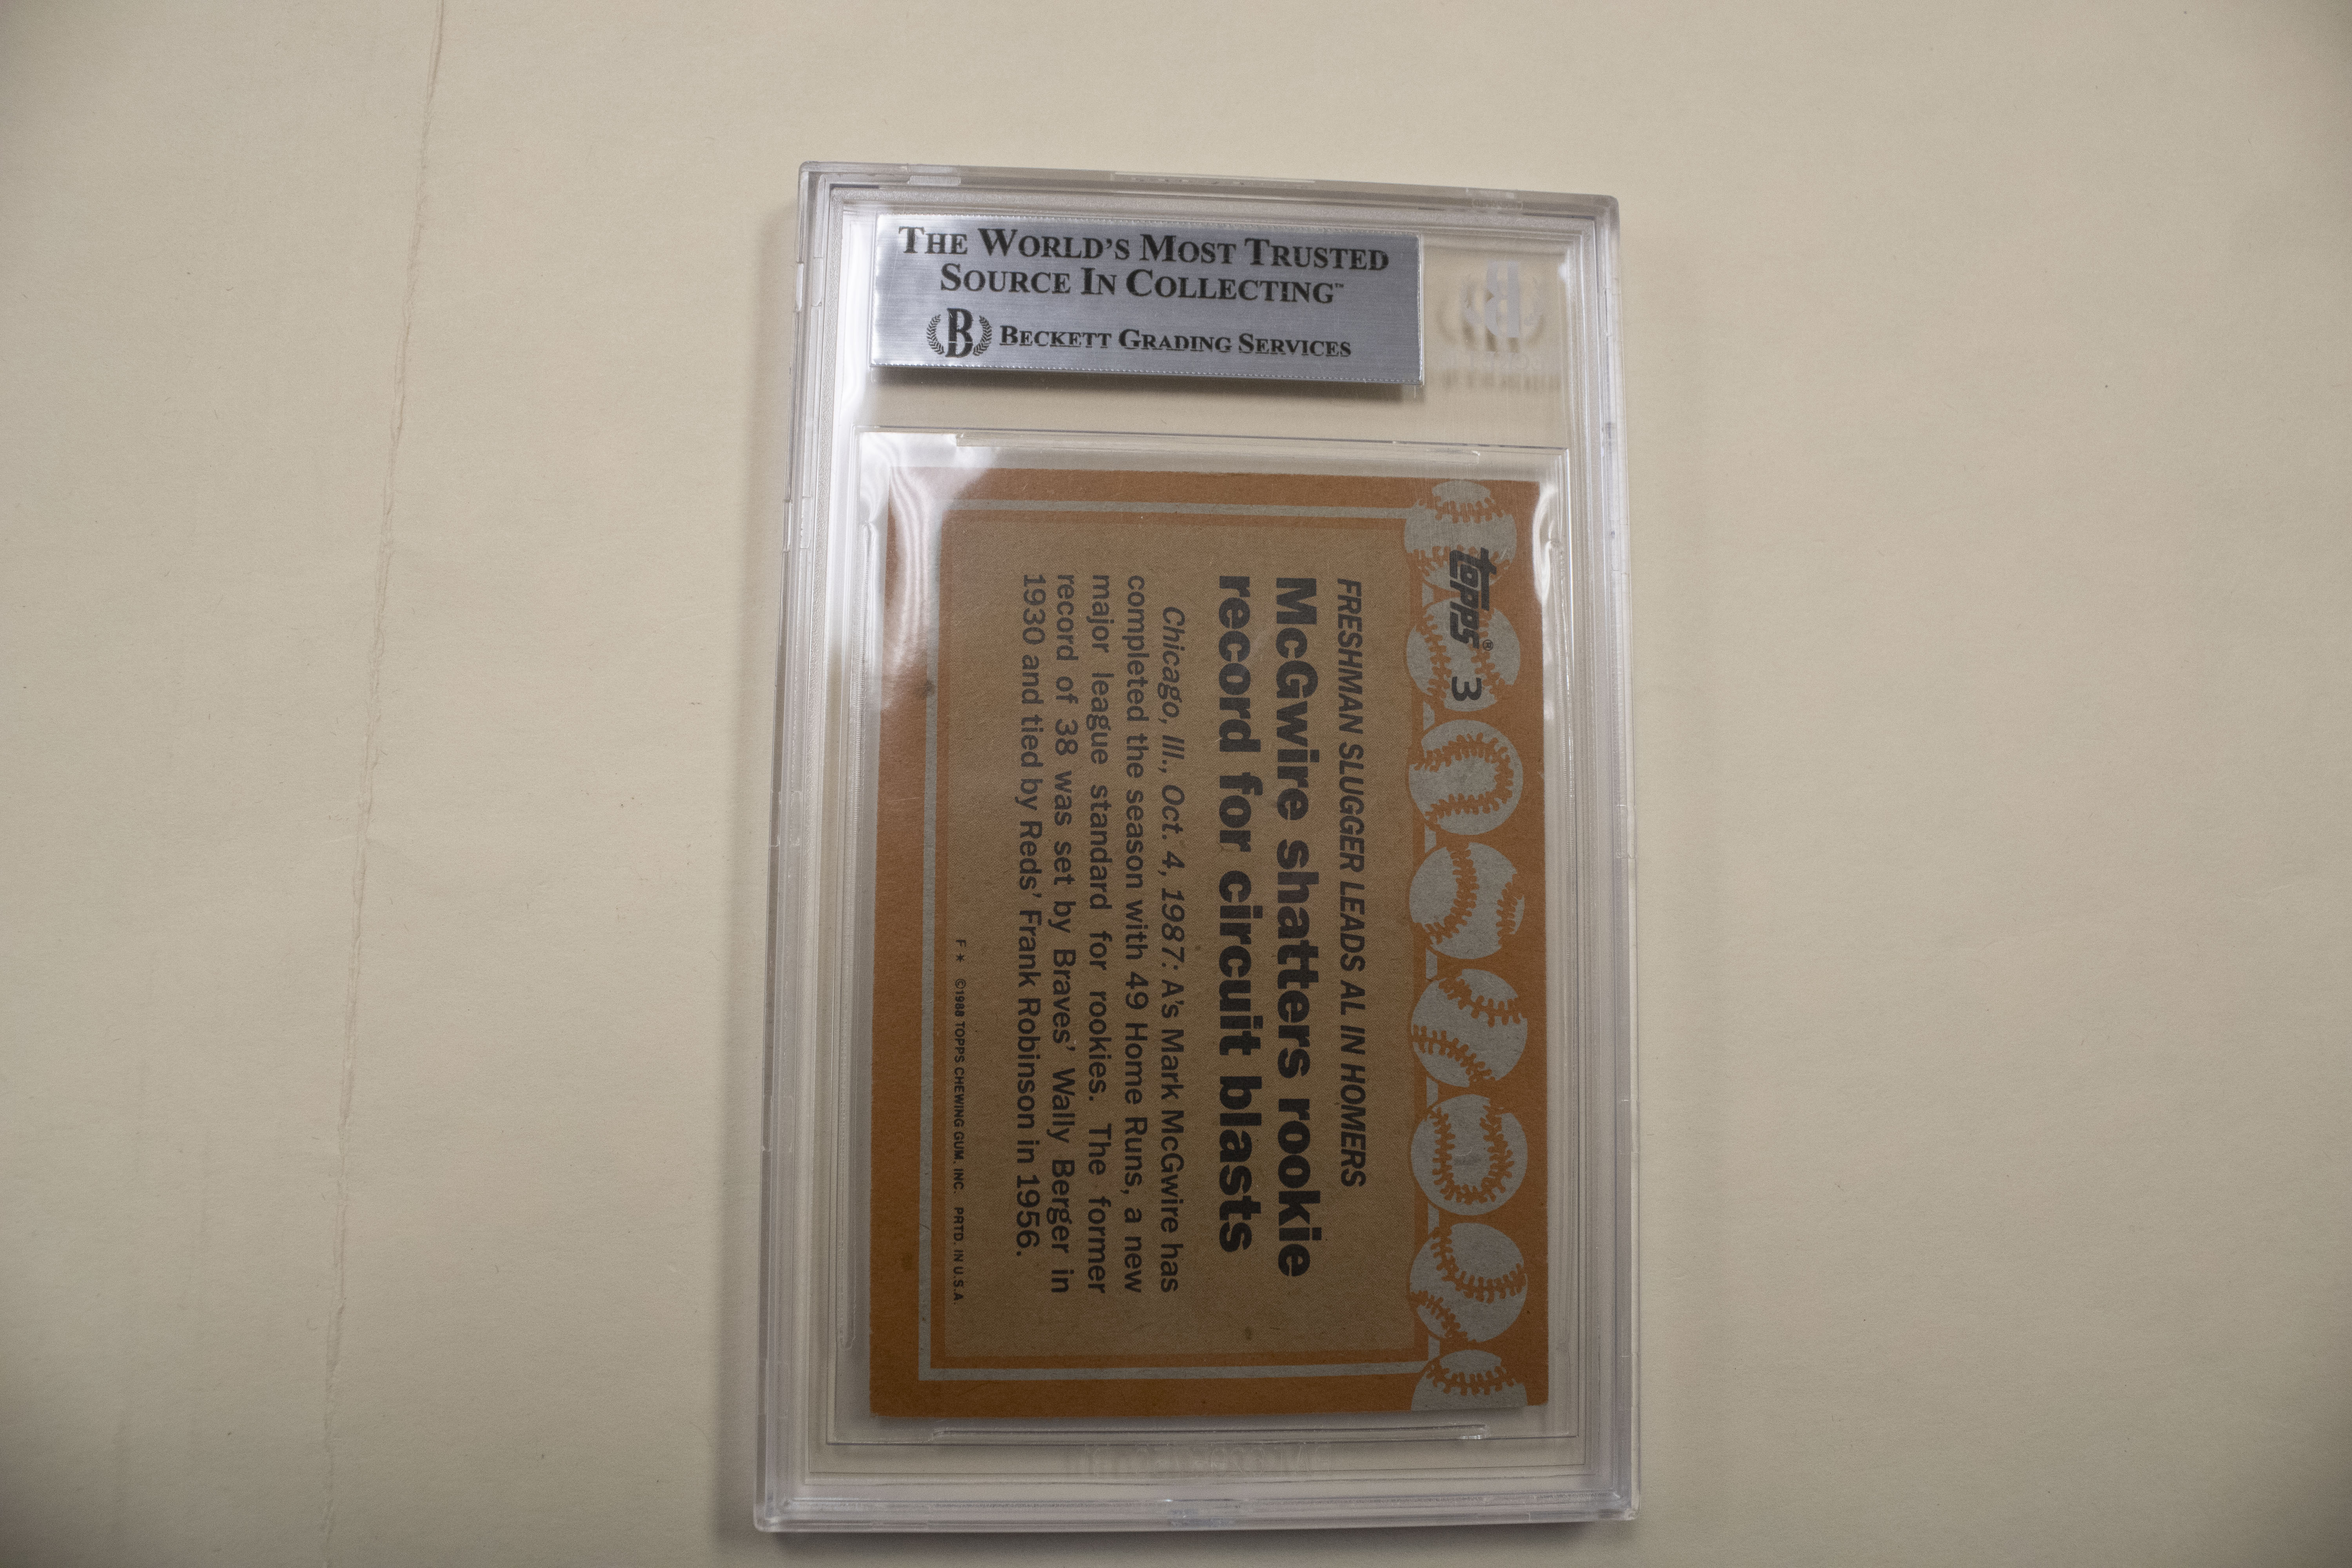 THE WORLD'S MOST TRUSTED
SOURCE IN COLLECTING™
B BECKETT GRADING SERVICES
topps® 3
FRESHMAN SLUGGER LEADS AL IN HOMERS
McGwire shatters rookie
record for circuit blasts
Chicago, Ill., Oct. 4, 1987: A's Mark McGwire has
completed the season with 49 Home Runs, a new
major league standard for rookies. The former
record of 38 was set by Braves' Wally Berger in
1930 and tied by Reds' Frank Robinson in 1956.
F* ©1988 TOPPS CHEWING GUM, INC. PRTD. IN U.S.A.